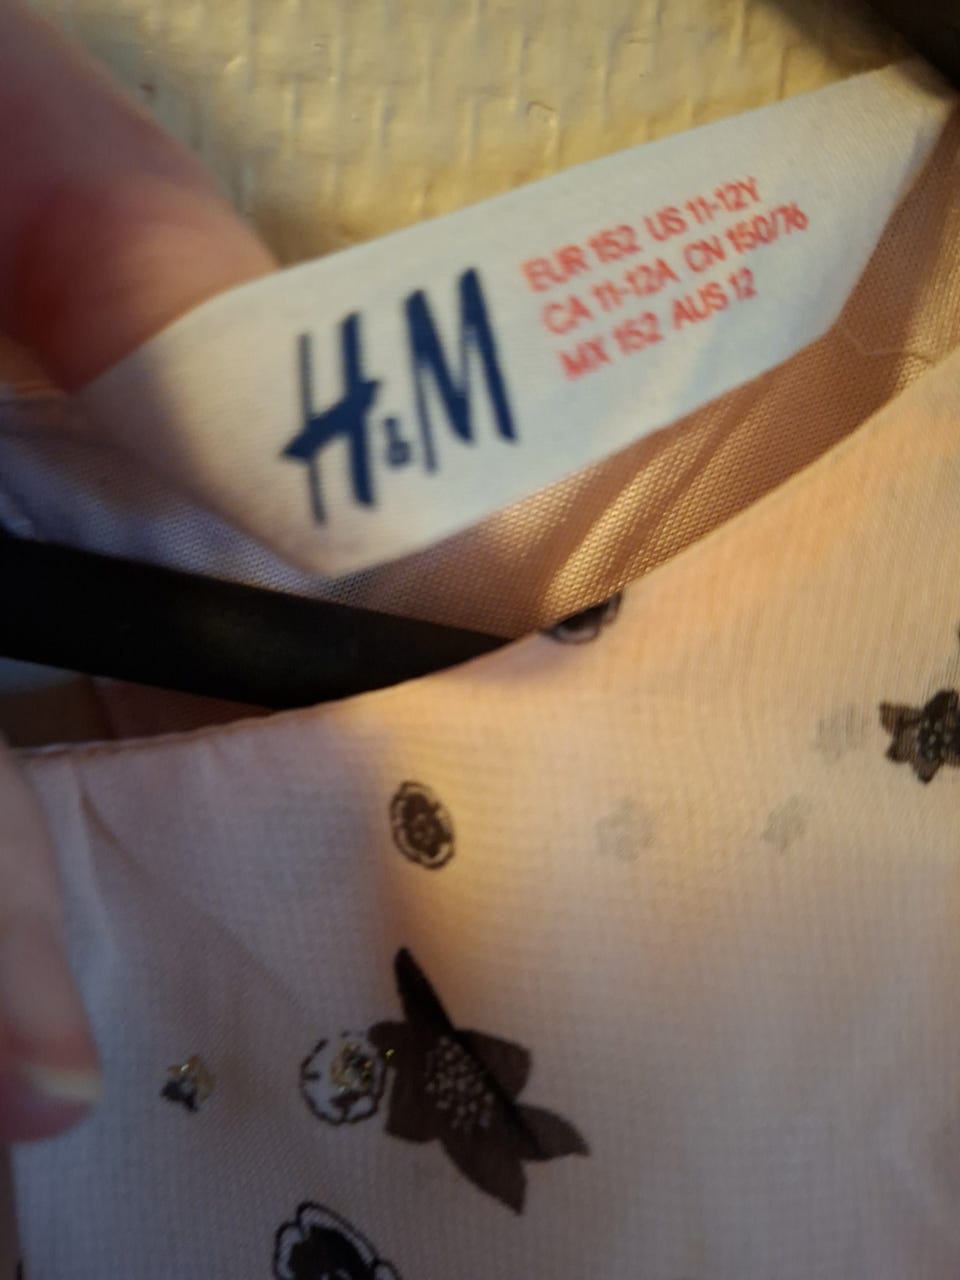 H&M
EUR 152 US 11-12Y
CA 11-12A CN 150/76
MX 152 AUS 12